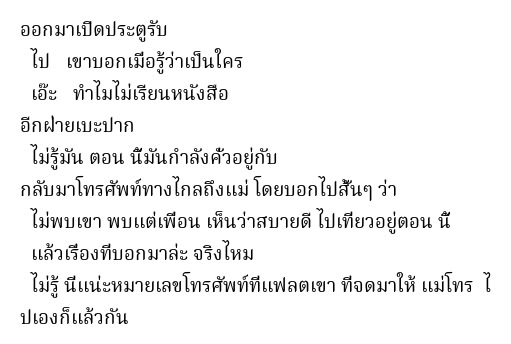 ออกมาเปิดประตูรับ
ไป เขาบอกเมื่อรู้ว่าเป็นใคร
เอ๊ะ ทำไมไม่เรียนหนังสือ
อีกฝ่ายเบะปาก
ไม่รู้มัน ตอน นี้มันกำลังคั่วอยู่กับ
กลับมาโทรศัพท์ทางไกลถึงแม่ โดยบอกไปสั้นๆ ว่า
ไม่พบเขา พบแต่เพื่อน เห็นว่าสบายดี ไปเที่ยวอยู่ตอน นี้
แล้วเรื่องที่บอกมาล่ะ จริงไหม
ไม่รู้ นี่แน่ะหมายเลขโทรศัพท์ที่แฟลตเขา ที่จดมาให้ แม่โทร ไ
ปเองก็แล้วกัน